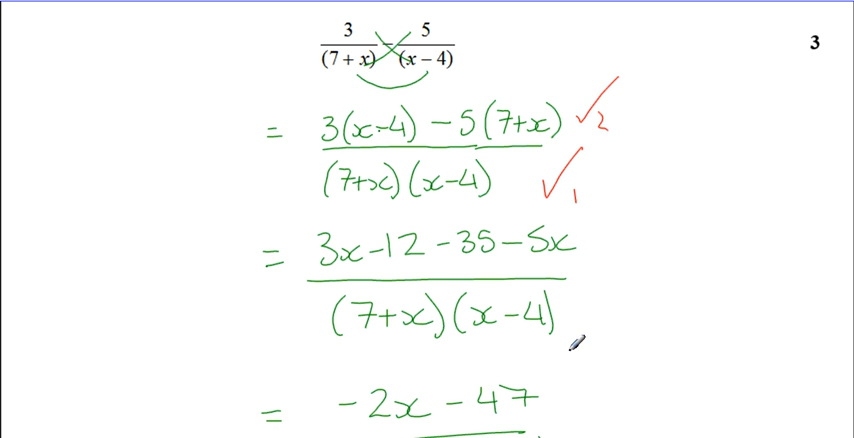 3/(7 + x) − 5/(x − 4)
3
= 3(x-4) - 5(7+x) / (7+x)(x-4)
✓2
✓1
= 3x - 12 - 35 - 5x / (7+x)(x-4)
= -2x - 47